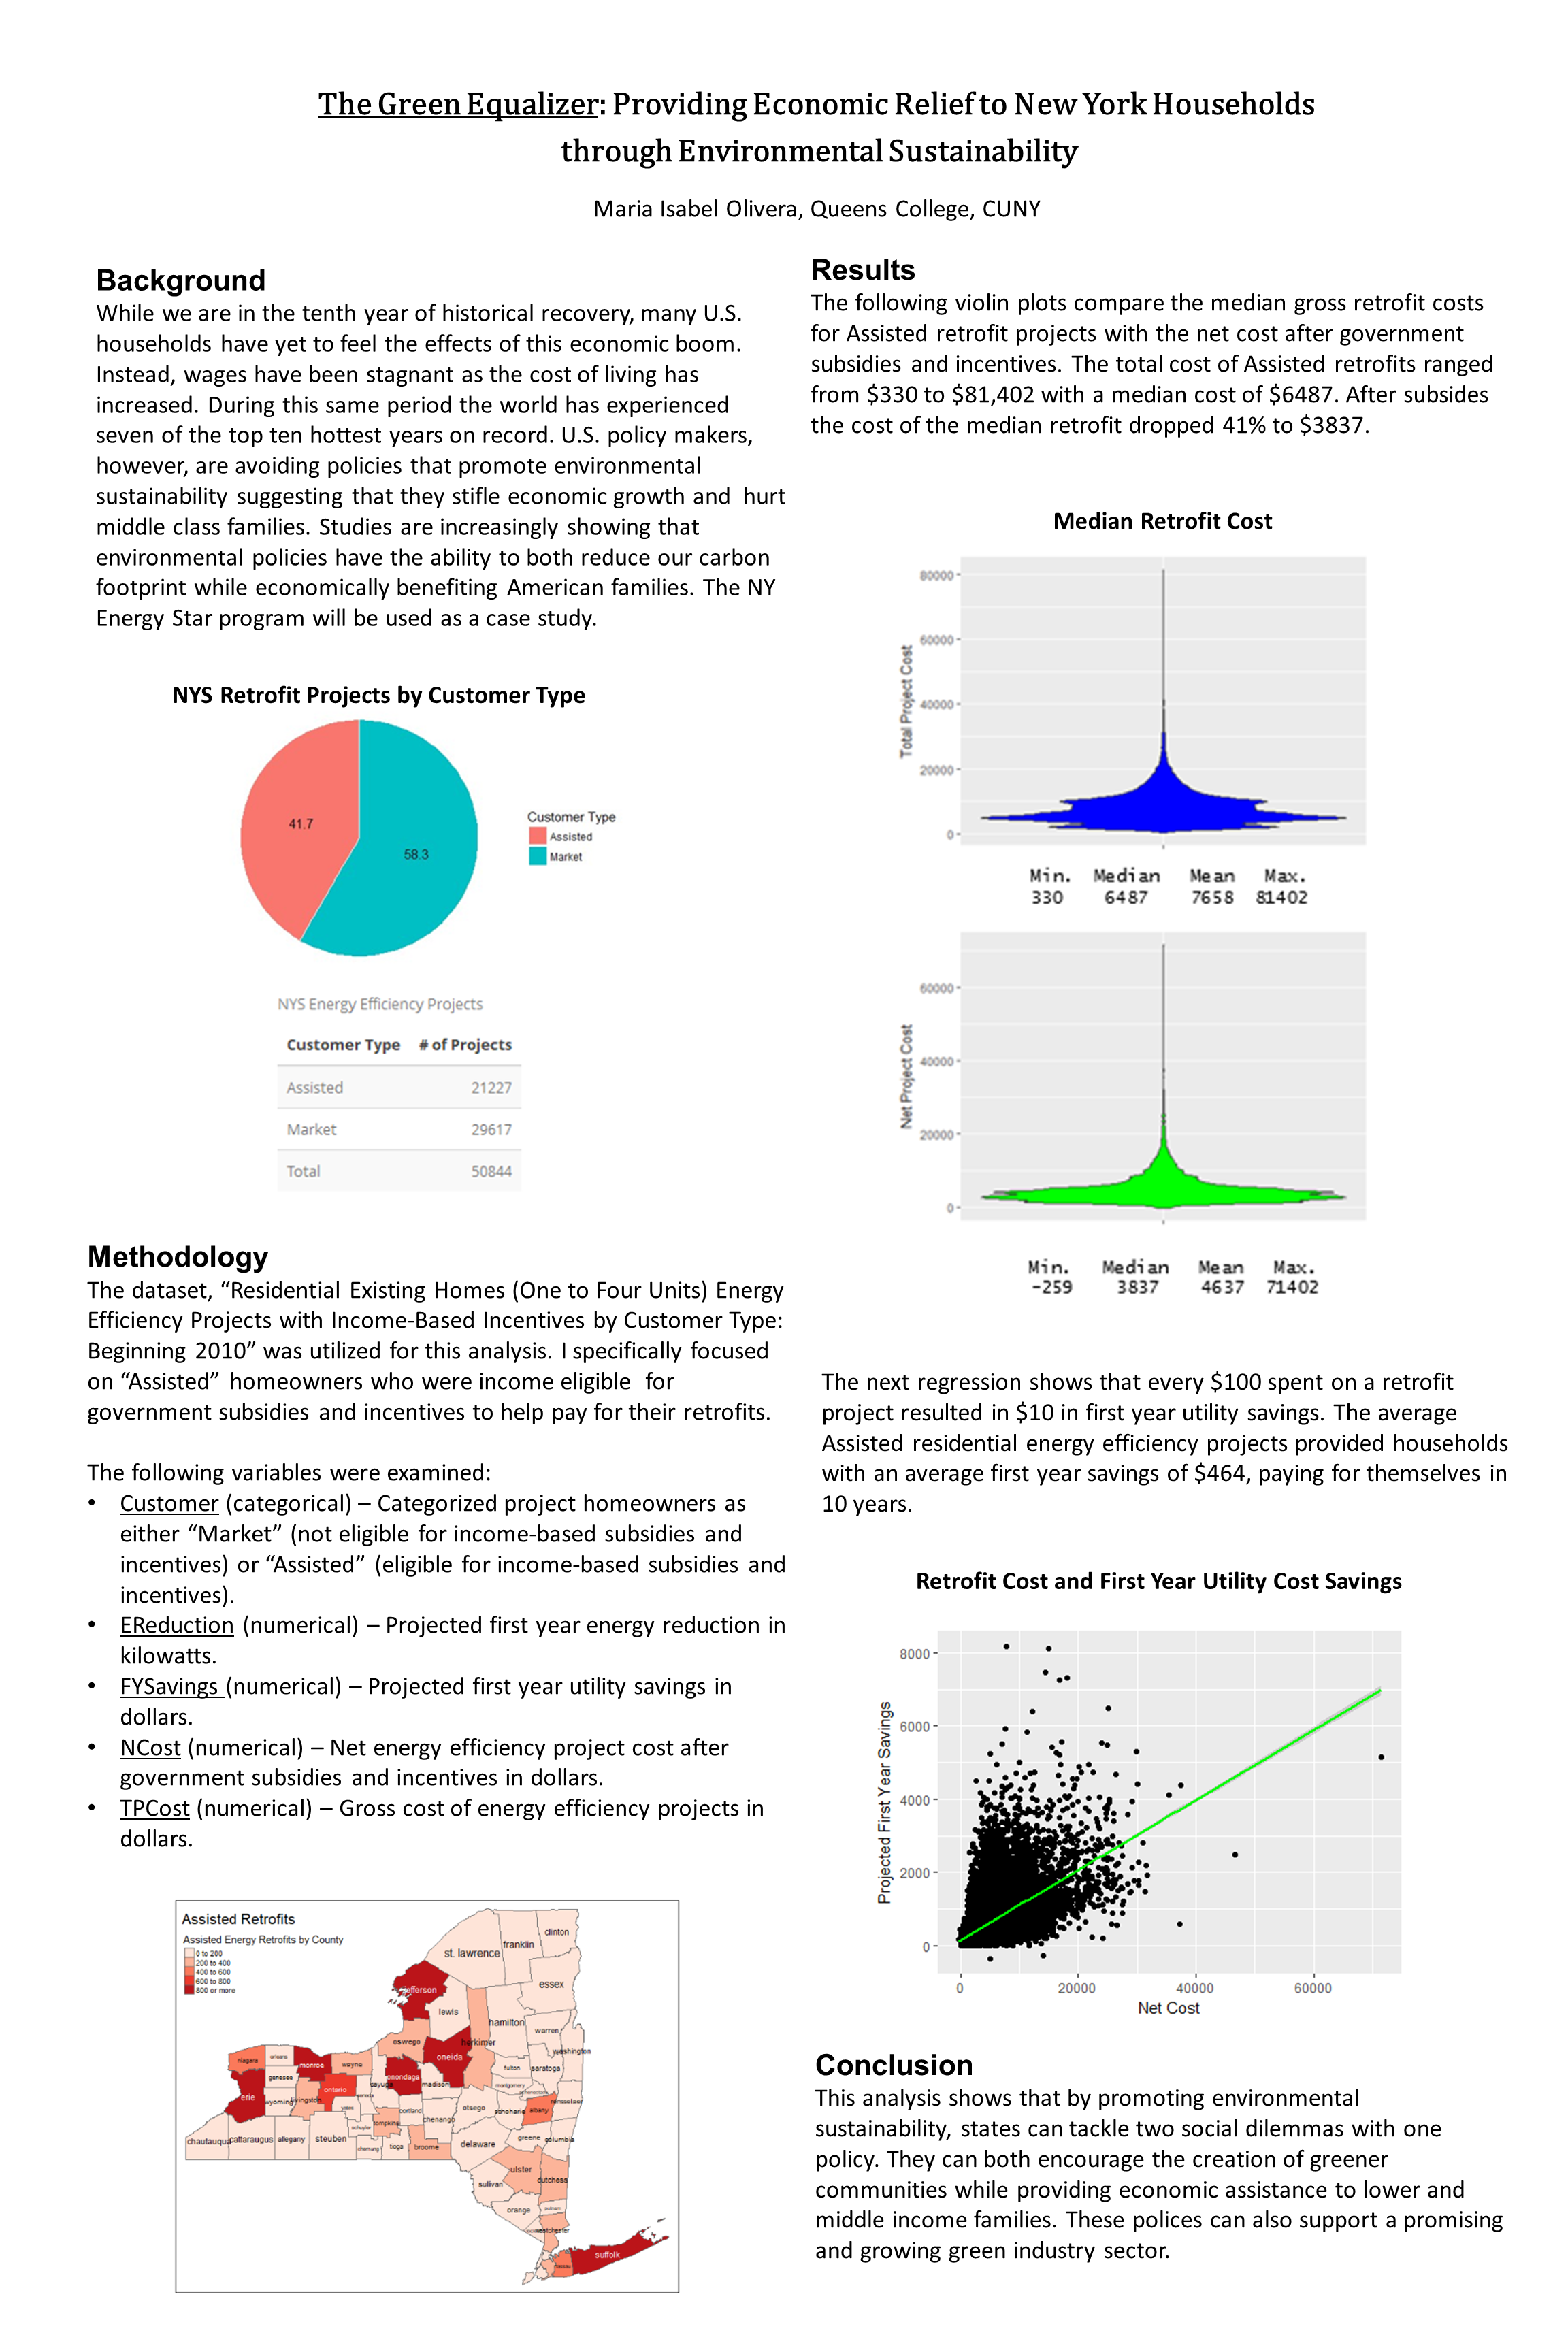 The Green Equalizer: Providing Economic Relief to New York Households
through Environmental Sustainability
Maria Isabel Olivera, Queens College, CUNY
Background
While we are in the tenth year of historical recovery, many U.S.
households have yet to feel the effects of this economic boom.
Instead, wages have been stagnant as the cost of living has
increased. During this same period the world has experienced
seven of the top ten hottest years on record. U.S. policy makers,
however, are avoiding policies that promote environmental
sustainability suggesting that they stifle economic growth and hurt
middle class families. Studies are increasingly showing that
environmental policies have the ability to both reduce our carbon
footprint while economically benefiting American families. The NY
Energy Star program will be used as a case study.
NYS Retrofit Projects by Customer Type
41.7
58.3
Customer Type
Assisted
Market
NYS Energy Efficiency Projects
Customer Type # of Projects
Assisted 21227
Market 29617
Total 50844
Methodology
The dataset, “Residential Existing Homes (One to Four Units) Energy
Efficiency Projects with Income-Based Incentives by Customer Type:
Beginning 2010” was utilized for this analysis. I specifically focused
on “Assisted” homeowners who were income eligible for
government subsidies and incentives to help pay for their retrofits.
The following variables were examined:
• Customer (categorical) – Categorized project homeowners as
either “Market” (not eligible for income-based subsidies and
incentives) or “Assisted” (eligible for income-based subsidies and
incentives).
• EReduction (numerical) – Projected first year energy reduction in
kilowatts.
• FYSavings (numerical) – Projected first year utility savings in
dollars.
• NCost (numerical) – Net energy efficiency project cost after
government subsidies and incentives in dollars.
• TPCost (numerical) – Gross cost of energy efficiency projects in
dollars.
Assisted Retrofits
Assisted Energy Retrofits by County
0 to 200
200 to 400
400 to 600
600 to 800
800 or more
clinton
franklin
st. lawrence
essex
jefferson
lewis
hamilton
herkimer
warren
washington
oswego
oneida
niagara
orleans
monroe
wayne
fulton
saratoga
genesee
onondaga
ontario
cayuga
madison
montgomery
erie
wyoming
livingston
yates
cortland
otsego
schoharie
albany
rensselaer
chenango
tompkins
schuyler
chautauqua
cattaraugus
allegany
steuben
chemung
tioga
broome
delaware
greene
columbia
ulster
dutchess
sullivan
orange
westchester
suffolk
nassau
Results
The following violin plots compare the median gross retrofit costs
for Assisted retrofit projects with the net cost after government
subsidies and incentives. The total cost of Assisted retrofits ranged
from $330 to $81,402 with a median cost of $6487. After subsides
the cost of the median retrofit dropped 41% to $3837.
Median Retrofit Cost
Total Project Cost
80000
60000
40000
20000
0
Min. Median Mean Max.
330 6487 7658 81402
Net Project Cost
60000
40000
20000
0
Min. Median Mean Max.
-259 3837 4637 71402
The next regression shows that every $100 spent on a retrofit
project resulted in $10 in first year utility savings. The average
Assisted residential energy efficiency projects provided households
with an average first year savings of $464, paying for themselves in
10 years.
Retrofit Cost and First Year Utility Cost Savings
Projected First Year Savings
8000
6000
4000
2000
0
0 20000 40000 60000
Net Cost
Conclusion
This analysis shows that by promoting environmental
sustainability, states can tackle two social dilemmas with one
policy. They can both encourage the creation of greener
communities while providing economic assistance to lower and
middle income families. These polices can also support a promising
and growing green industry sector.